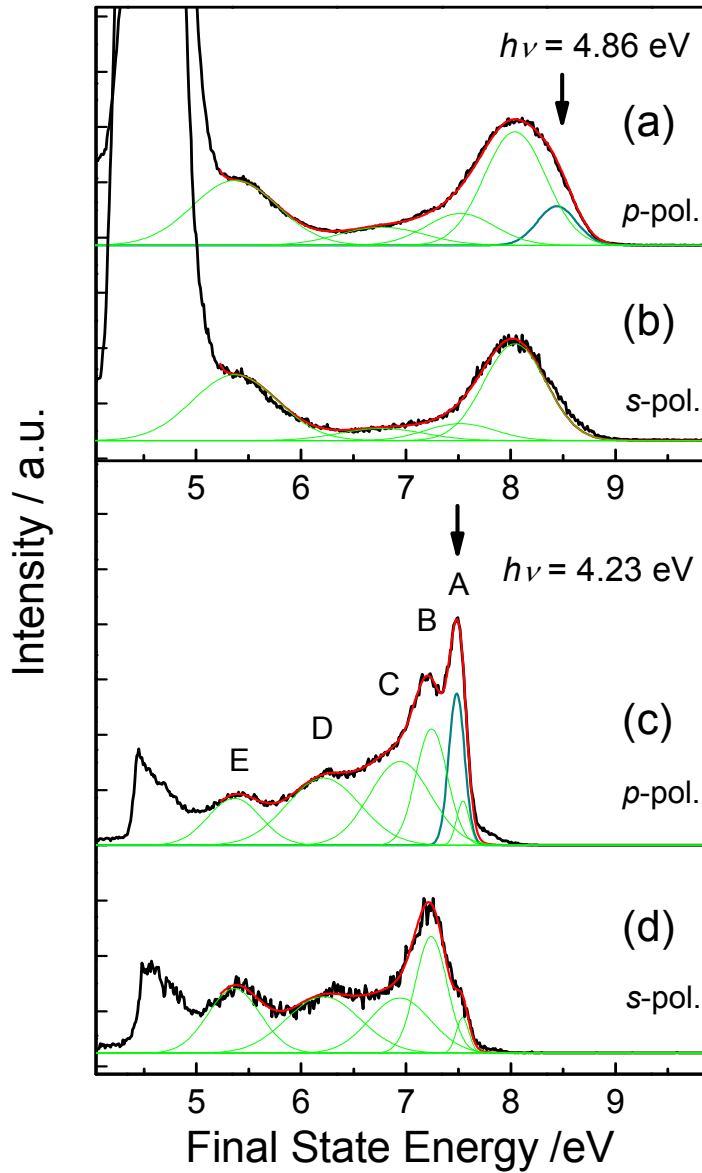 hν = 4.86 eV
(a)
p-pol.
(b)
s-pol.
5 6 7 8 9
Intensity / a.u.
hν = 4.23 eV
A
B
C
D
E
(c)
p-pol.
(d)
s-pol.
5 6 7 8 9
Final State Energy /eV